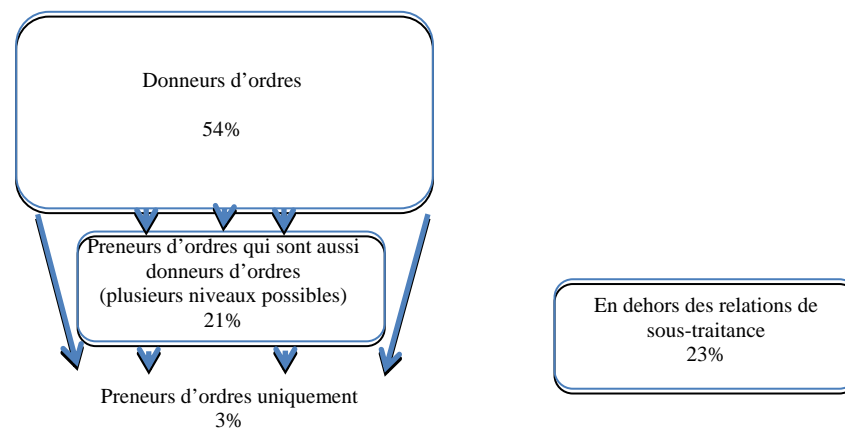 Donneurs d’ordres
54%
Preneurs d’ordres qui sont aussi
donneurs d’ordres
(plusieurs niveaux possibles)
21%
Preneurs d’ordres uniquement
3%
En dehors des relations de
sous-traitance
23%